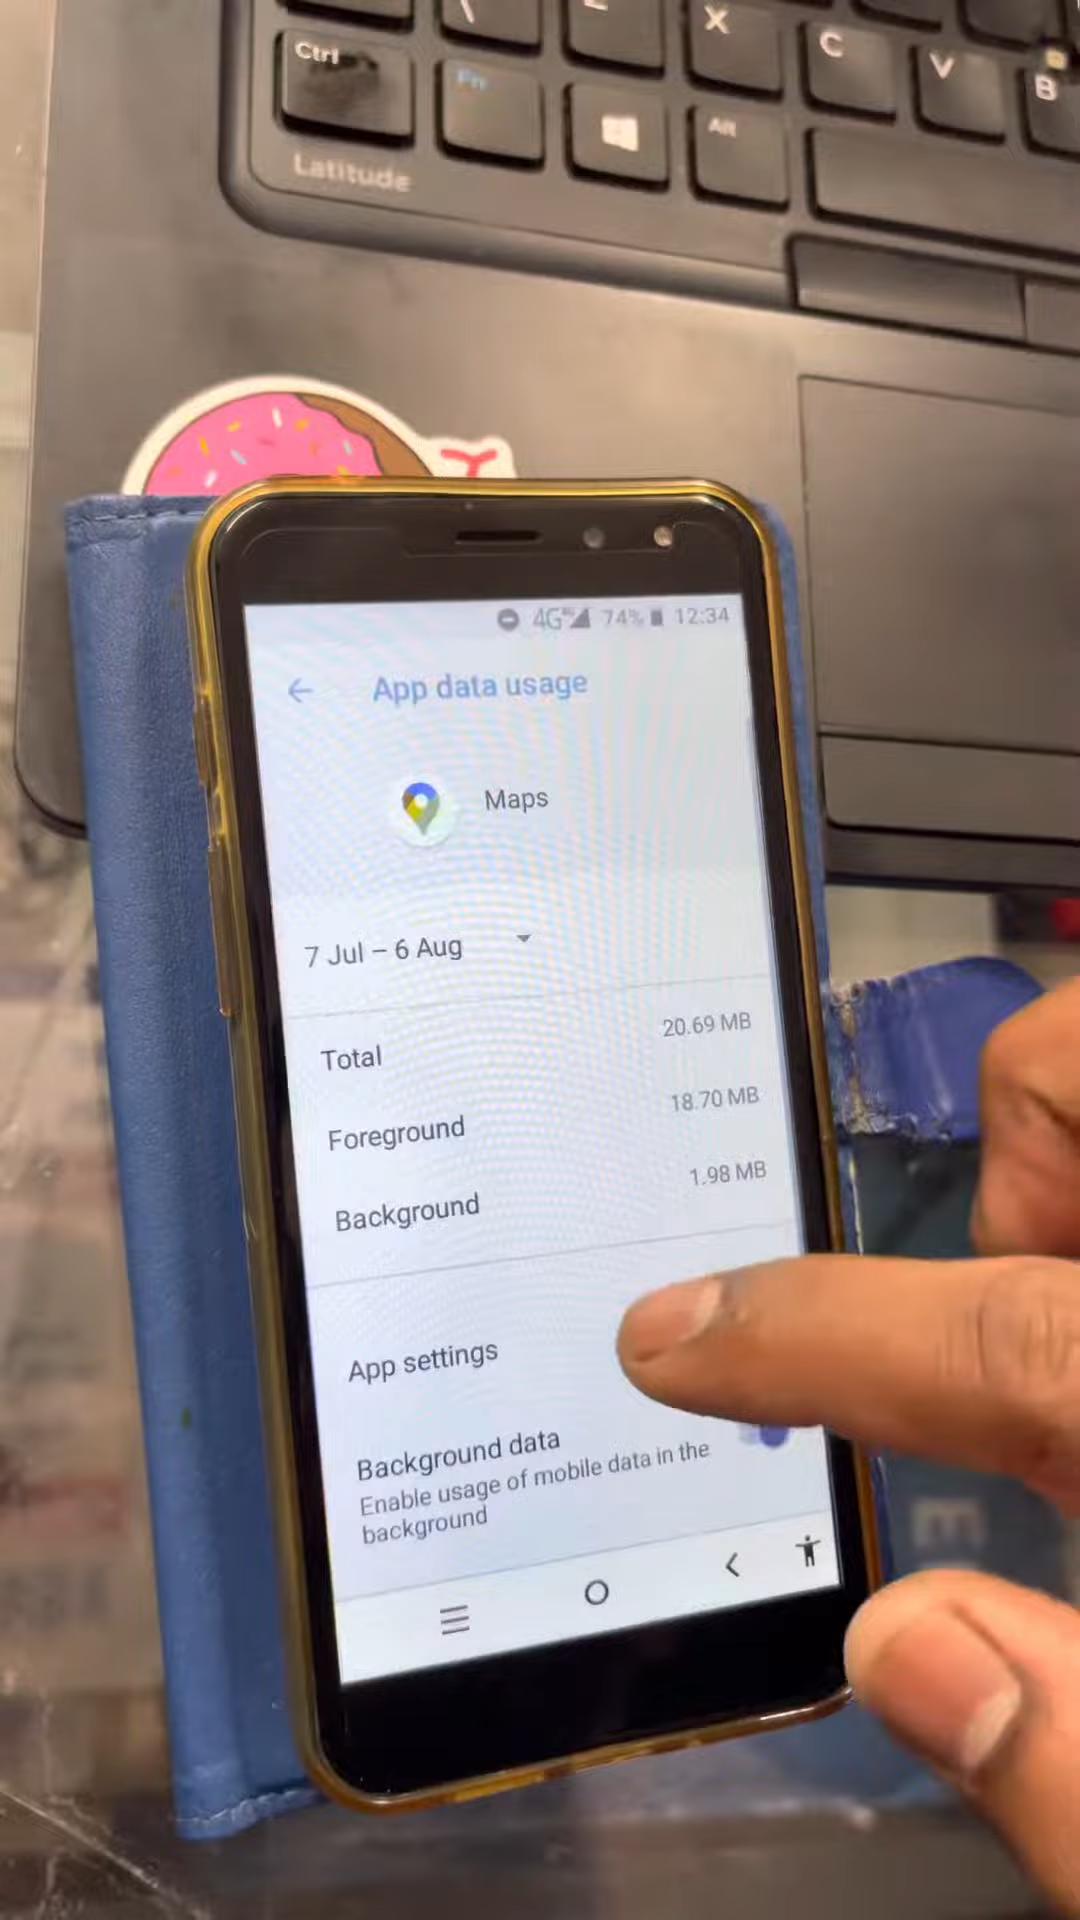 X
C
V
B
Ctrl
Fn
Alt
Latitude
4G 74% 12:34
App data usage
Maps
7 Jul – 6 Aug
Total 20.69 MB
Foreground 18.70 MB
Background 1.98 MB
App settings
Background data
Enable usage of mobile data in the
background